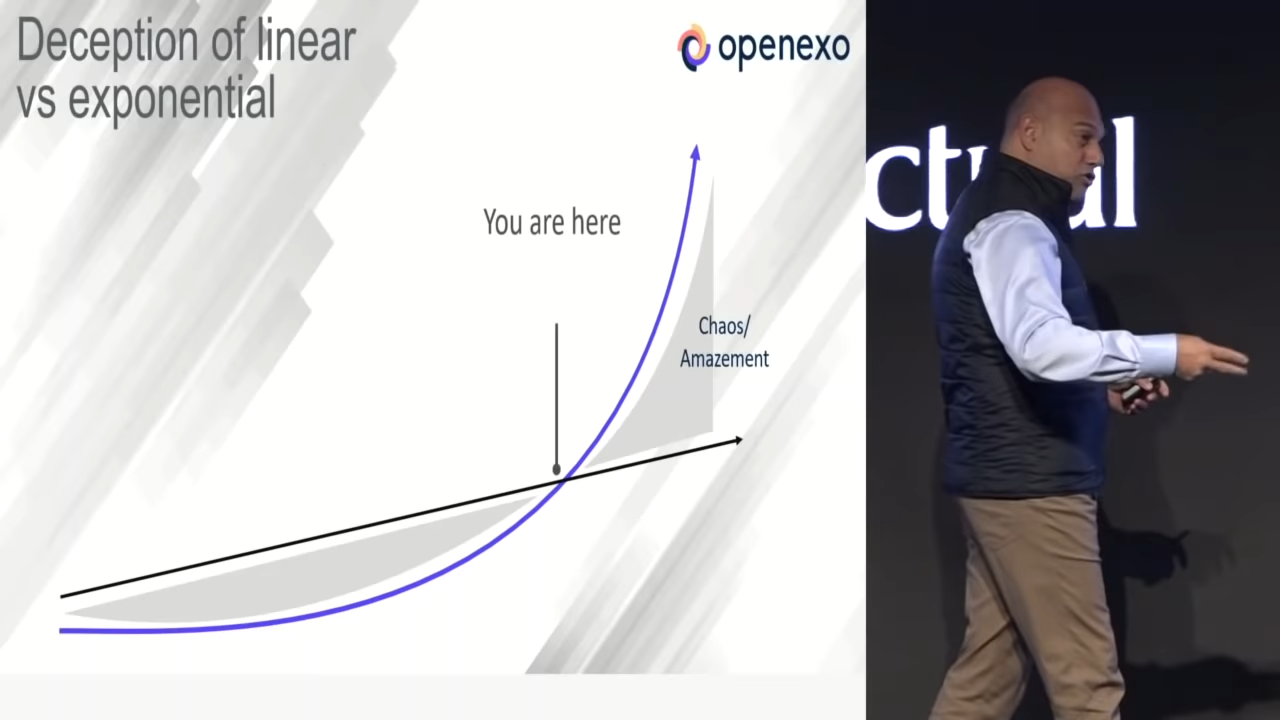 Deception of linear
vs exponential
openexo
You are here
Chaos/
Amazement
ctual